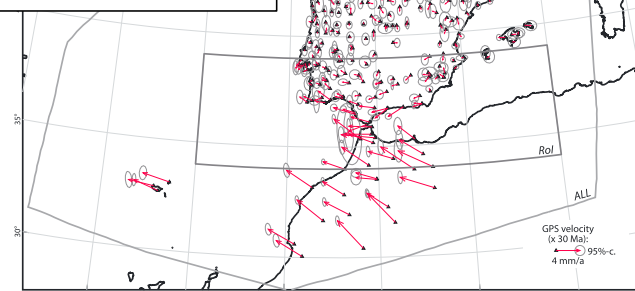 35°
RoI
ALL
30°
GPS velocity
(x 30 Ma):
95%-c.
4 mm/a